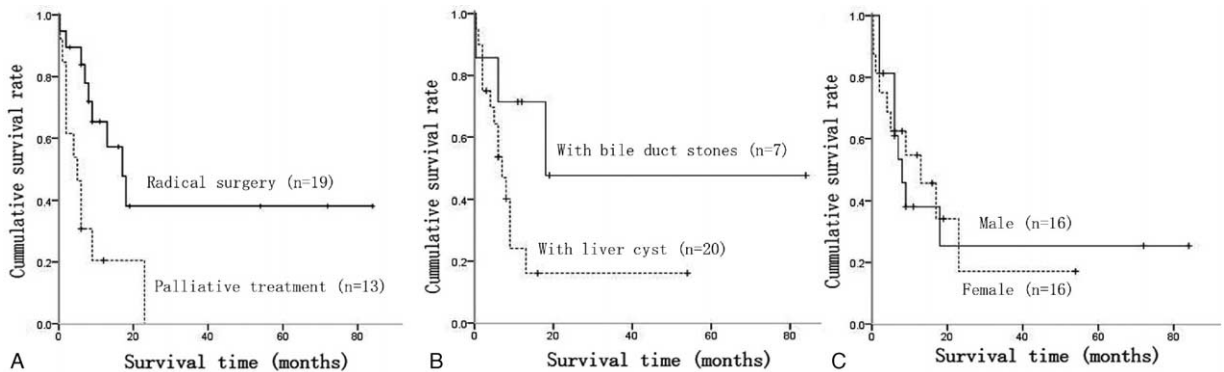 Cummulative survival rate
1.0
0.8
0.6
0.4
0.2
0.0
Radical surgery (n=19)
Palliative treatment (n=13)
0 20 40 60 80
A
Survival time (months)
Cummulative survival rate
1.0
0.8
0.6
0.4
0.2
0.0
With bile duct stones (n=7)
With liver cyst (n=20)
0 20 40 60 80
B
Survival time (months)
Cummulative survival rate
1.0
0.8
0.6
0.4
0.2
0.0
Male (n=16)
Female (n=16)
0 20 40 60 80
C
Survival time (months)